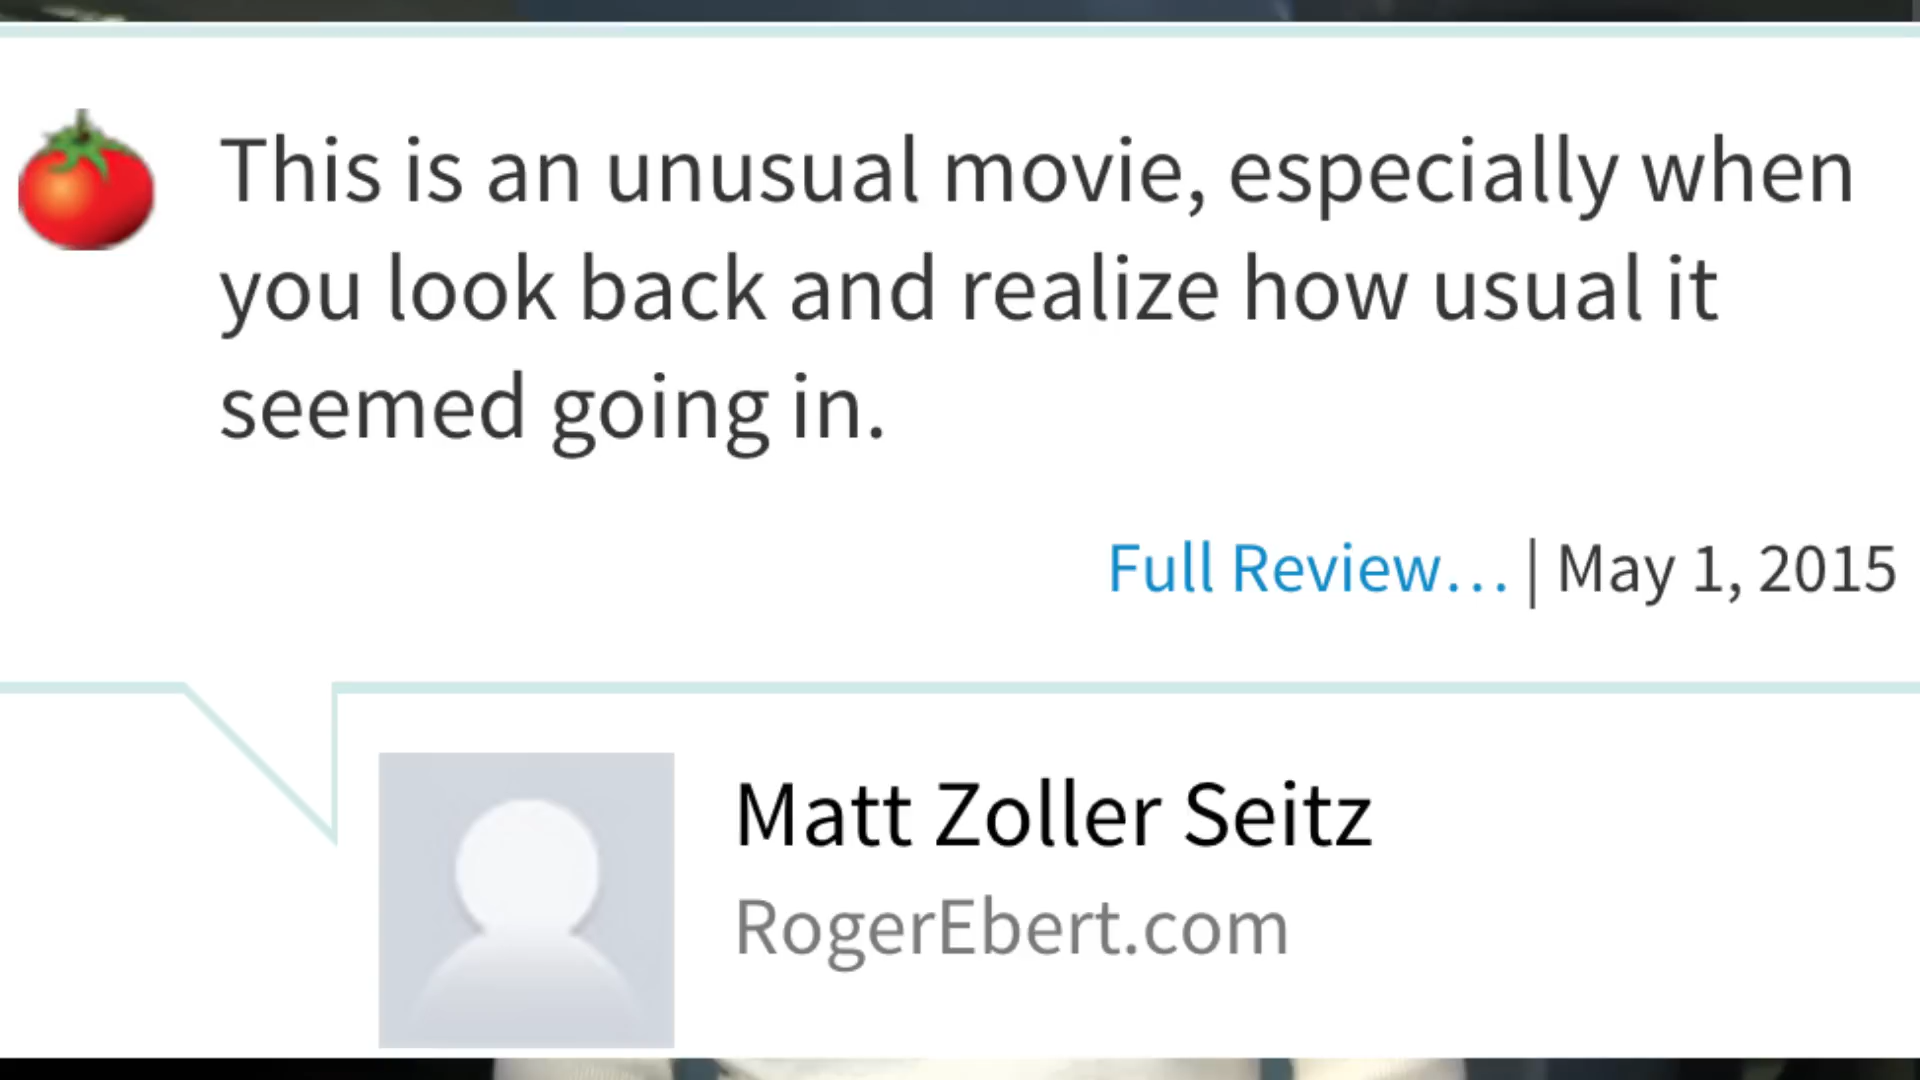 This is an unusual movie, especially when
you look back and realize how usual it
seemed going in.
Full Review… | May 1, 2015
Matt Zoller Seitz
RogerEbert.com